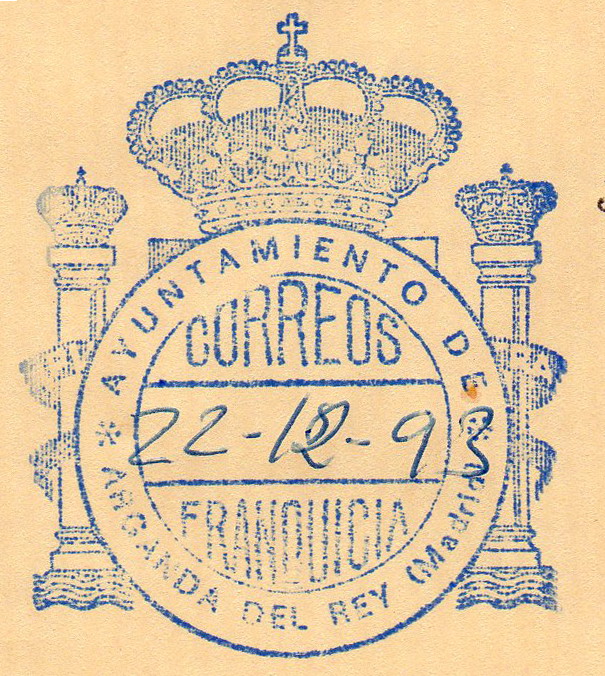 AYUNTAMIENTO DE
CORREOS
22-12-93
FRANQUICIA
* ARGANDA DEL REY (Madrid) *